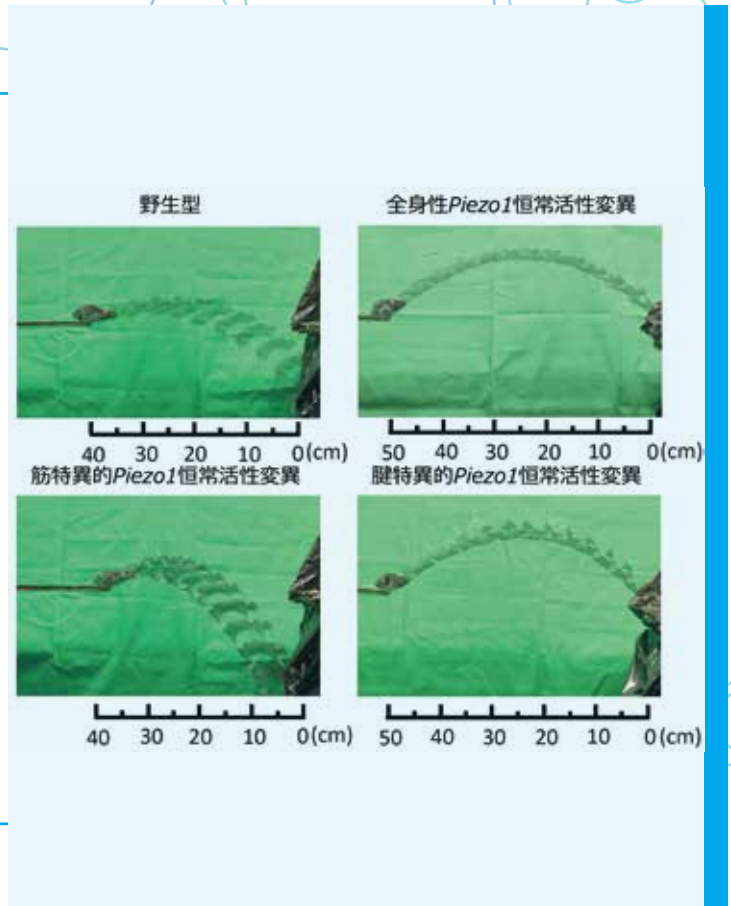 野生型
全身性Piezo1恒常活性変異
40 30 20 10 0(cm)
50 40 30 20 10 0(cm)
筋特異的Piezo1恒常活性変異
腱特異的Piezo1恒常活性変異
40 30 20 10 0(cm)
50 40 30 20 10 0(cm)